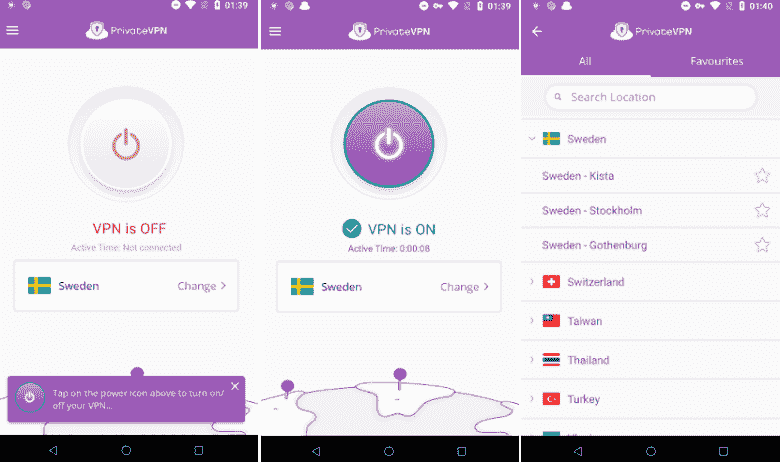 01:39
PrivateVPN
VPN is OFF
Active Time: Not connected
Sweden
Change
Tap on the power icon above to turn on/
off your VPN...
01:39
PrivateVPN
VPN is ON
Active Time: 0:00:08
Sweden
Change
01:40
PrivateVPN
All
Favourites
Search Location
Sweden
Sweden - Kista
Sweden - Stockholm
Sweden - Gothenburg
Switzerland
Taiwan
Thailand
Turkey